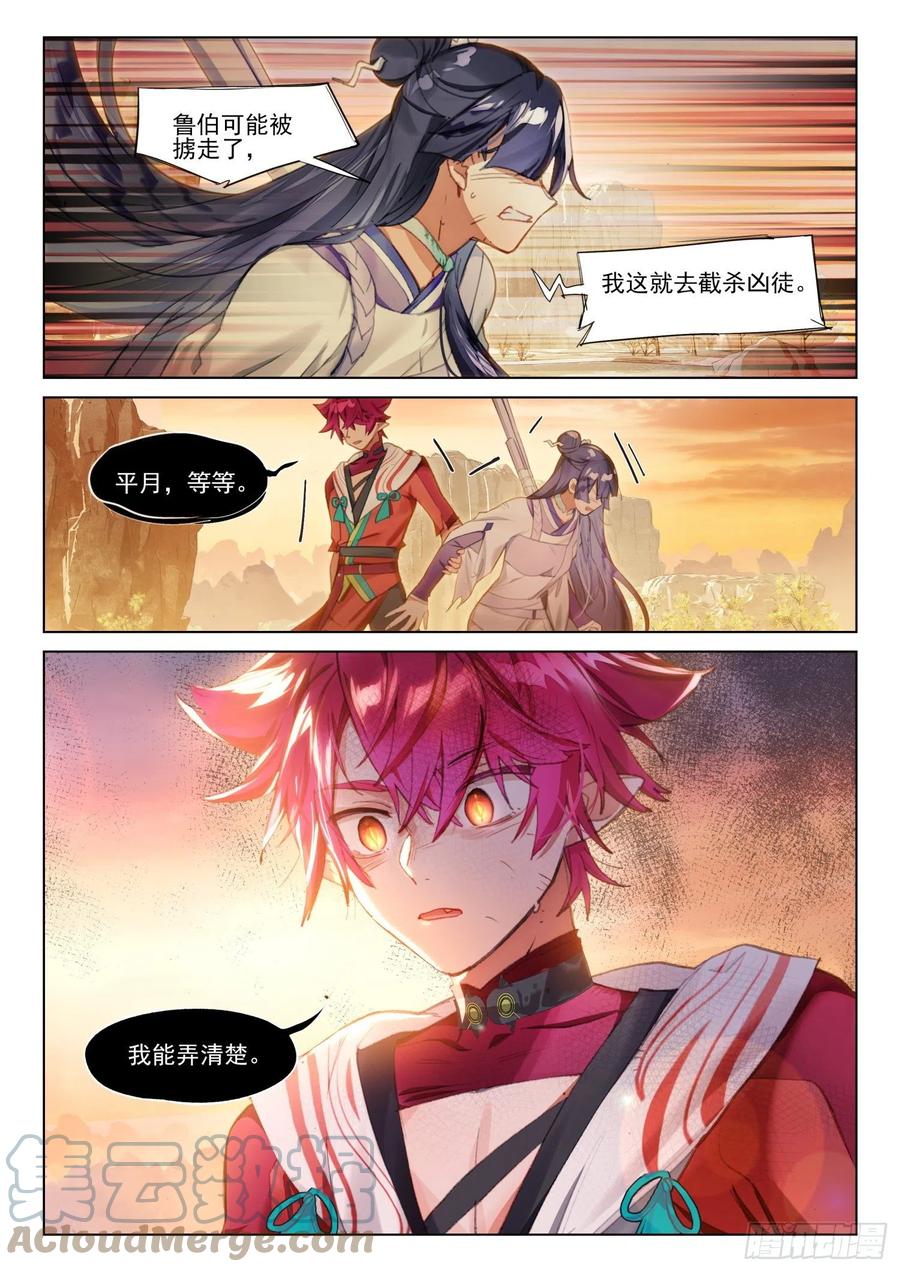 鲁伯可能被
掳走了，
我这就去截杀凶徒。
平月，等等。
我能弄清楚。
集云数据
AcloudMerge.com
腾讯动漫